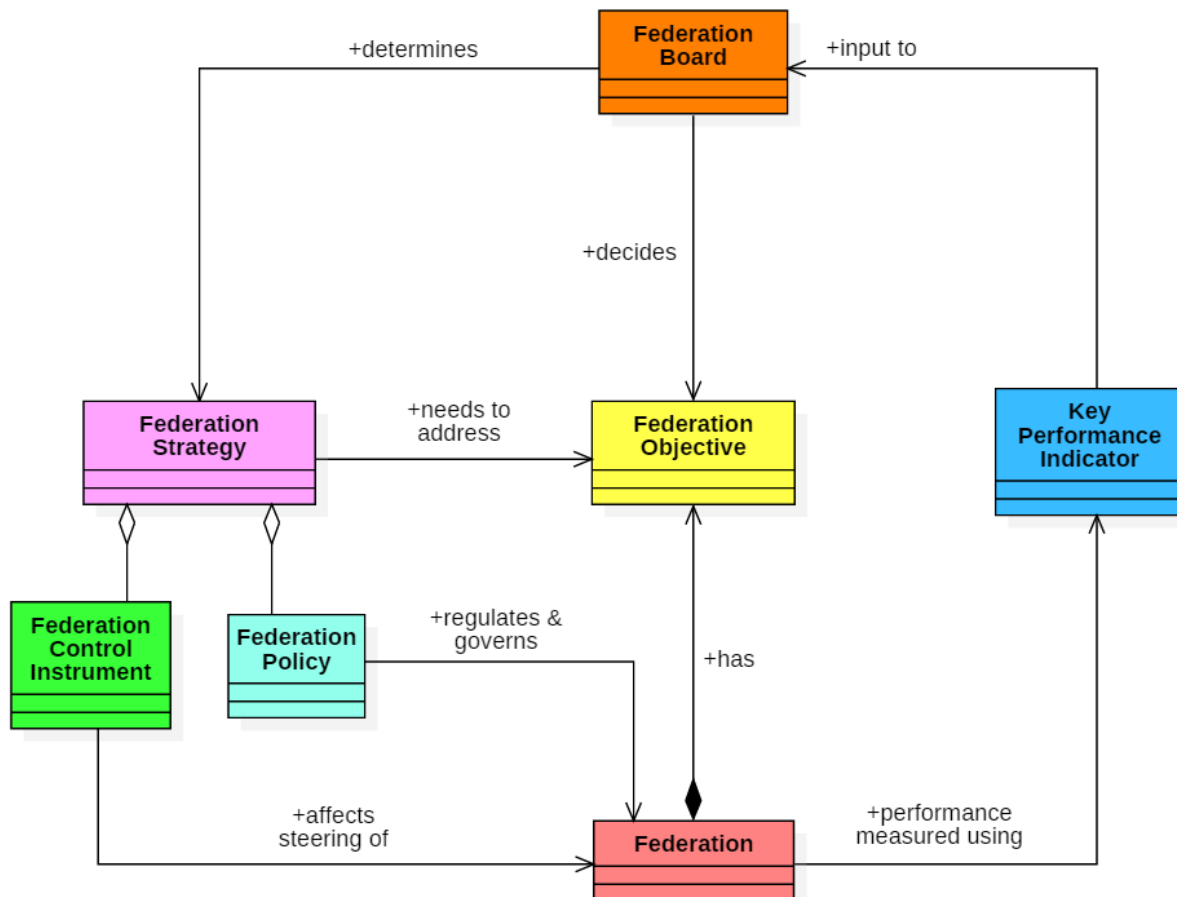 Federation
Board
+determines
+input to
+decides
Federation
Strategy
+needs to
address
Federation
Objective
Key
Performance
Indicator
Federation
Control
Instrument
Federation
Policy
+regulates &
governs
+has
+affects
steering of
Federation
+performance
measured using